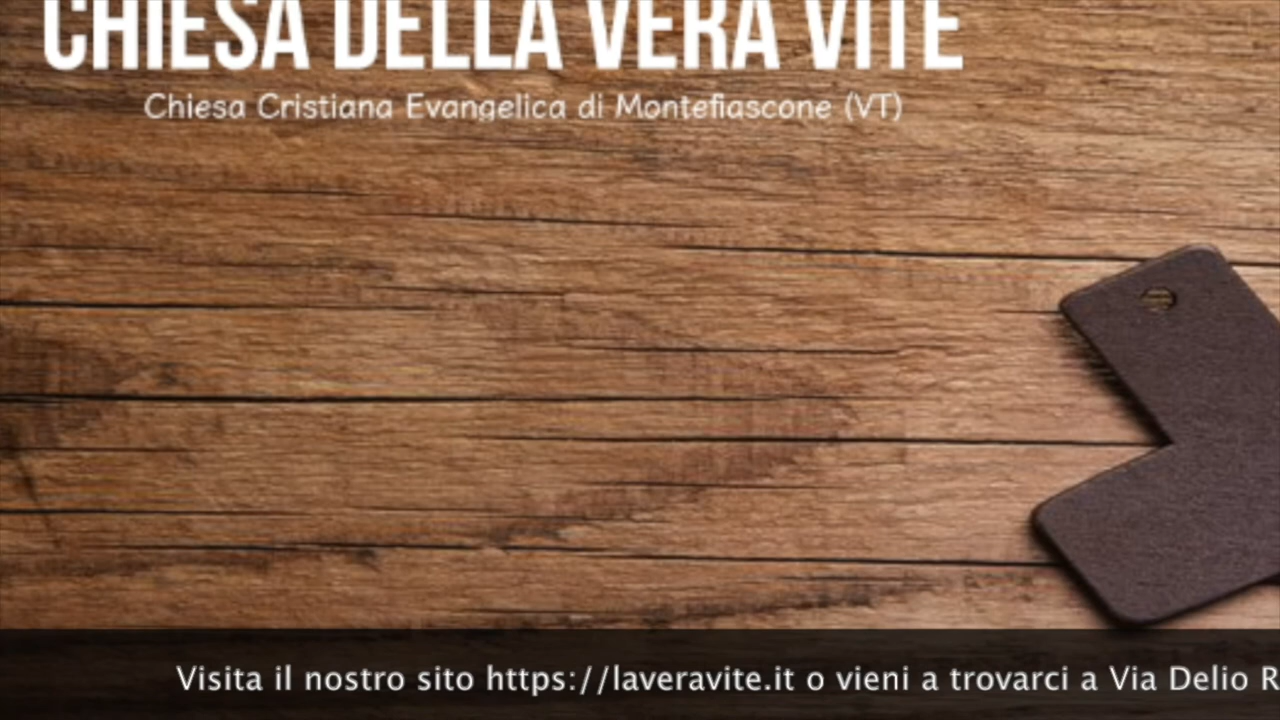 CHIESA DELLA VERA VITE
Chiesa Cristiana Evangelica di Montefiascone (VT)
Visita il nostro sito https://laveravite.it o vieni a trovarci a Via Delio